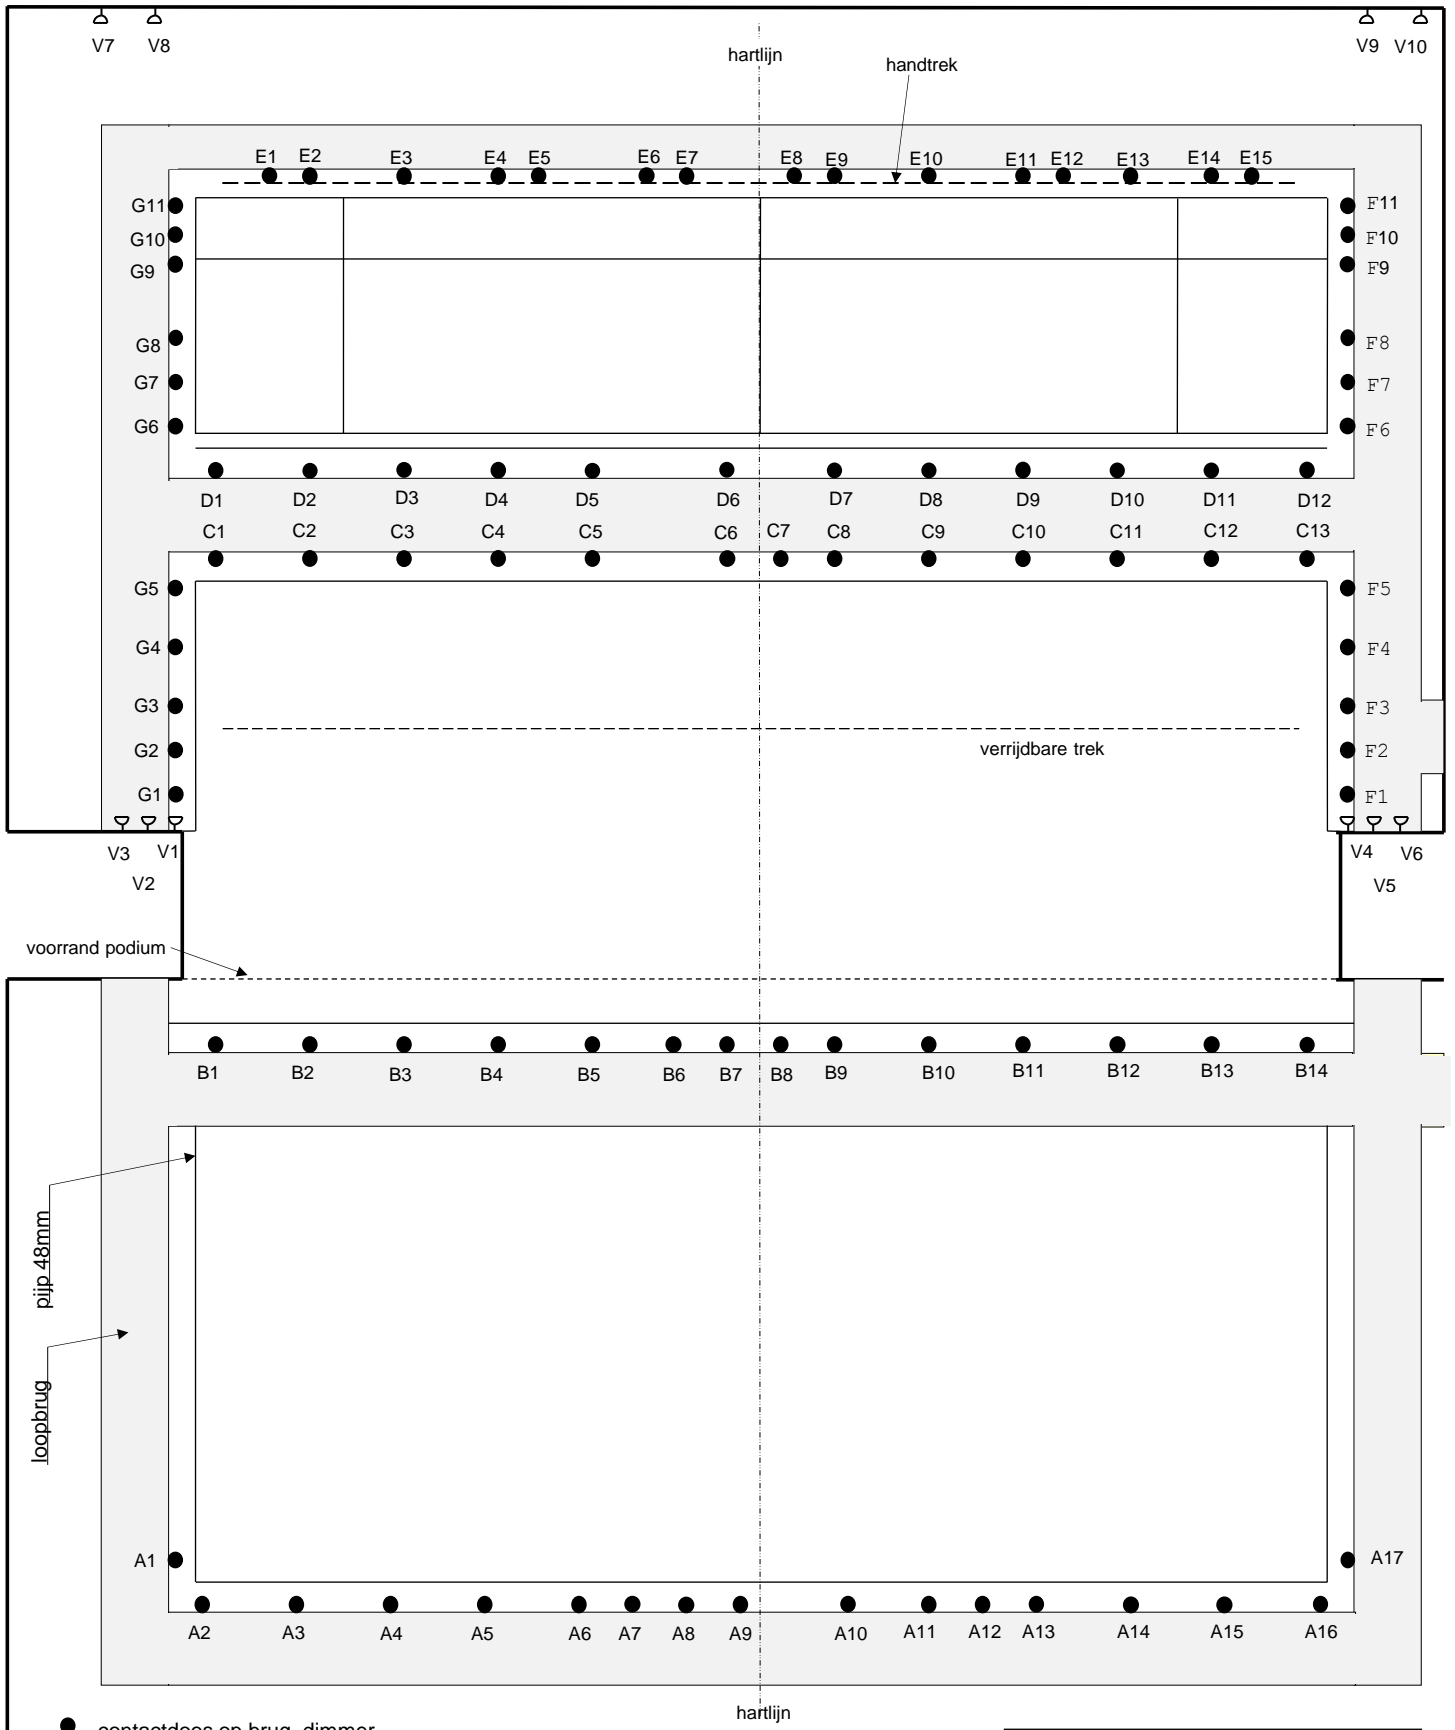 V7 V8 V9 V10
hartlijn
handtrek
E1 E2 E3 E4 E5 E6 E7 E8 E9 E10 E11 E12 E13 E14 E15
G11 F11
G10 F10
G9 F9
G8 F8
G7 F7
G6 F6
D1 D2 D3 D4 D5 D6 D7 D8 D9 D10 D11 D12
C1 C2 C3 C4 C5 C6 C7 C8 C9 C10 C11 C12 C13
G5 F5
G4 F4
G3 F3
G2 verrijdbare trek F2
G1 F1
V3 V1 V4 V6
V2 V5
voorrand podium
B1 B2 B3 B4 B5 B6 B7 B8 B9 B10 B11 B12 B13 B14
pijp 48mm
loopbrug
A1 A17
A2 A3 A4 A5 A6 A7 A8 A9 A10 A11 A12 A13 A14 A15 A16
hartlijn
contactdoos op brug, dimmer